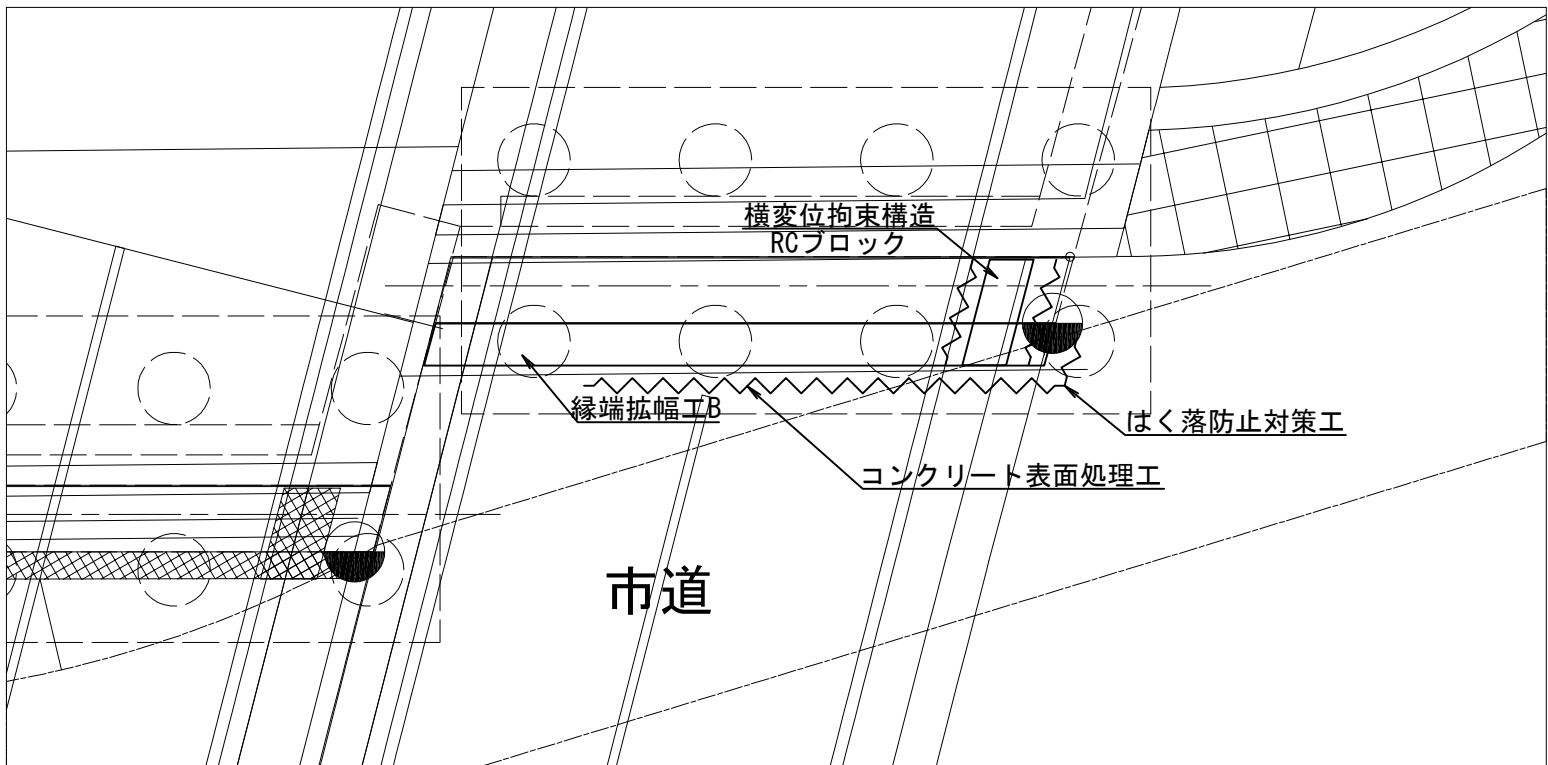 横変位拘束構造
RCブロック
縁端拡幅工B
はく落防止対策工
コンクリート表面処理工
市道